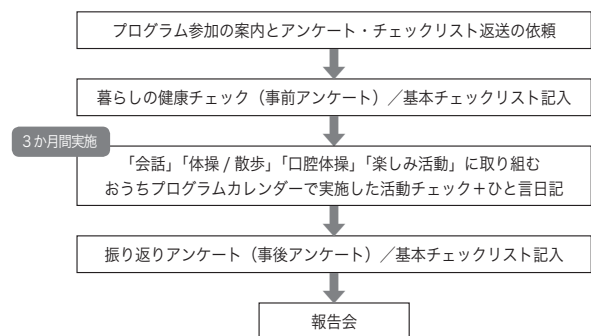 プログラム参加の案内とアンケート・チェックリスト返送の依頼
暮らしの健康チェック（事前アンケート）／基本チェックリスト記入
3か月間実施
「会話」「体操 / 散歩」「口腔体操」「楽しみ活動」に取り組む
おうちプログラムカレンダーで実施した活動チェック＋ひと言日記
振り返りアンケート（事後アンケート）／基本チェックリスト記入
報告会